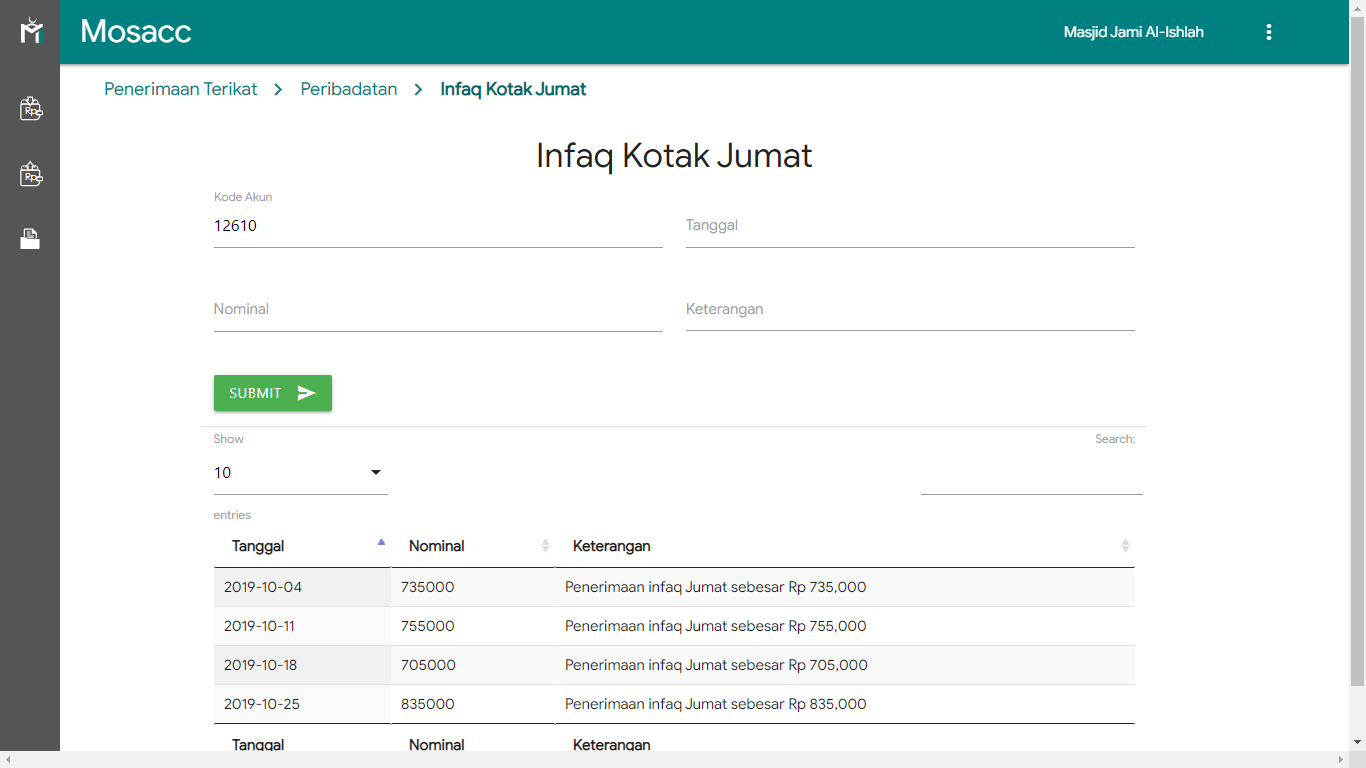 Mosacc
Masjid Jami Al-Ishlah
Penerimaan Terikat > Peribadatan > Infaq Kotak Jumat
Infaq Kotak Jumat
Kode Akun
12610
Tanggal
Nominal
Keterangan
SUBMIT
Show
Search:
10
entries
Tanggal Nominal Keterangan
2019-10-04 735000 Penerimaan infaq Jumat sebesar Rp 735,000
2019-10-11 755000 Penerimaan infaq Jumat sebesar Rp 755,000
2019-10-18 705000 Penerimaan infaq Jumat sebesar Rp 705,000
2019-10-25 835000 Penerimaan infaq Jumat sebesar Rp 835,000
Tanggal Nominal Keterangan
Rp
Rp